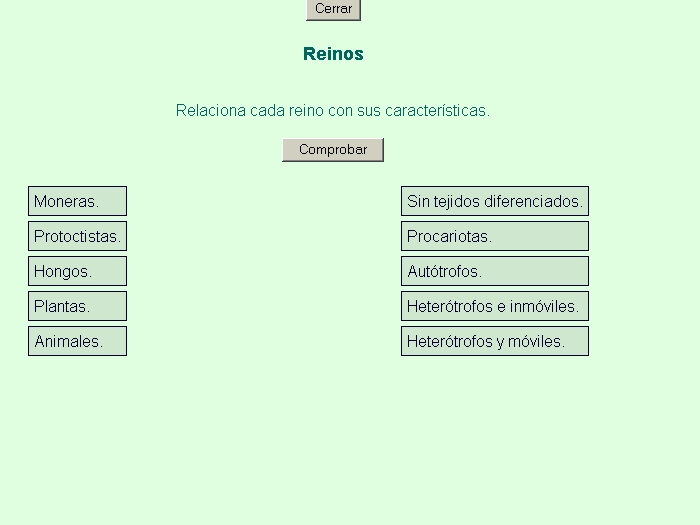 Cerrar
Reinos
Relaciona cada reino con sus características.
Comprobar
Moneras.
Sin tejidos diferenciados.
Protoctistas.
Procariotas.
Hongos.
Autótrofos.
Plantas.
Heterótrofos e inmóviles.
Animales.
Heterótrofos y móviles.